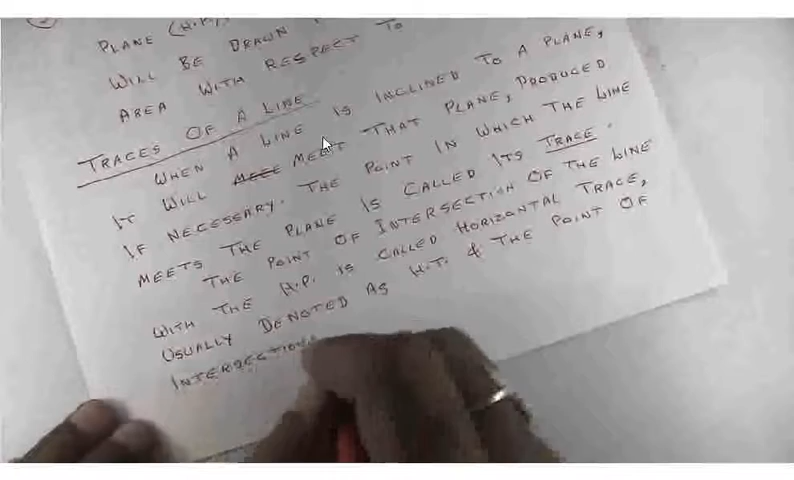 PLANE (H.P.)
WILL BE DRAWN
AREA WITH RESPECT TO
TRACES OF A LINE
WHEN A LINE IS INCLINED TO A PLANE,
IT WILL MEET THAT PLANE, PRODUCED
IF NECESSARY. THE POINT IN WHICH THE LINE
MEETS THE PLANE IS CALLED ITS TRACE.
THE POINT OF INTERSECTION OF THE LINE
WITH THE H.P. IS CALLED HORIZONTAL TRACE,
USUALLY DENOTED AS H.T. & THE POINT OF
INTERSECTION